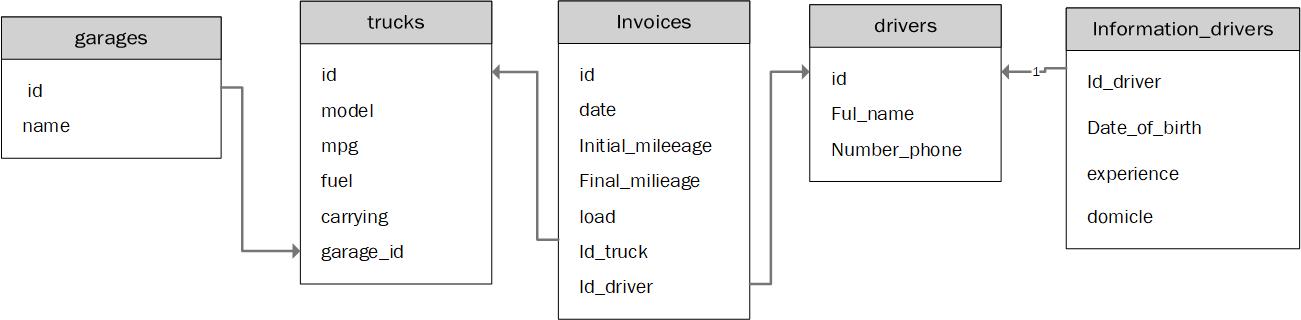 garages
id
name
trucks
id
model
mpg
fuel
carrying
garage_id
Invoices
id
date
Initial_mileeage
Final_milieage
load
Id_truck
Id_driver
drivers
id
Ful_name
Number_phone
1
Information_drivers
Id_driver
Date_of_birth
experience
domicle